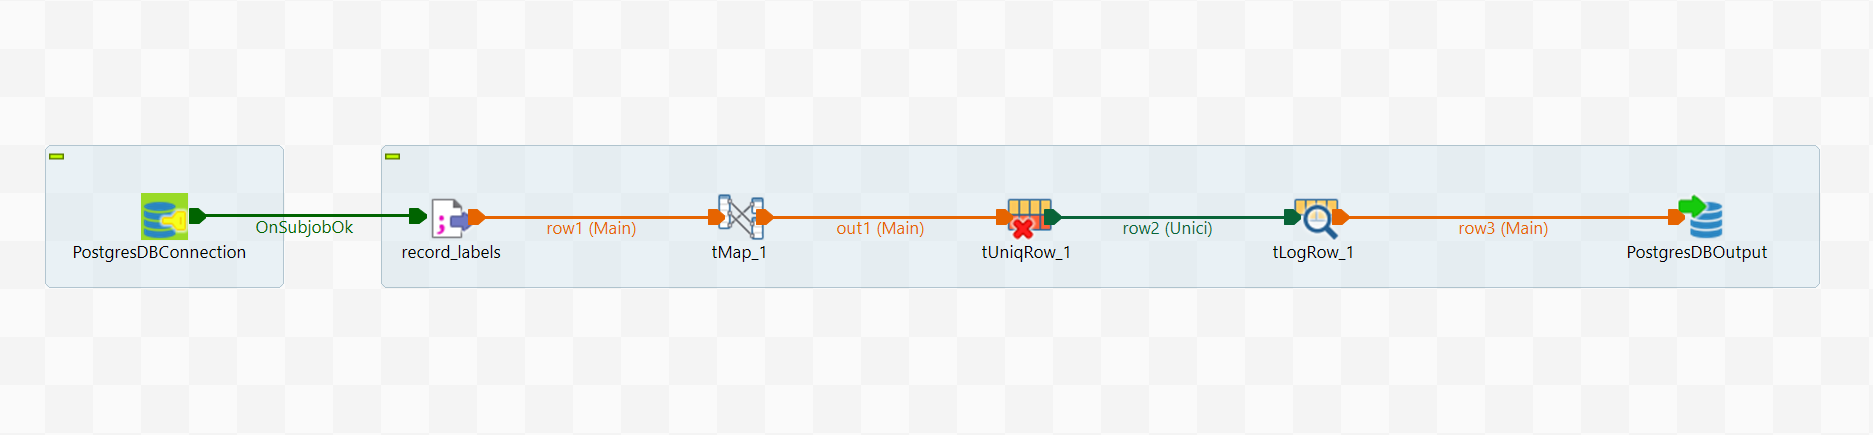 OnSubjobOk
row1 (Main)
out1 (Main)
row2 (Unici)
row3 (Main)
PostgresDBConnection
record_labels
tMap_1
tUniqRow_1
tLogRow_1
PostgresDBOutput